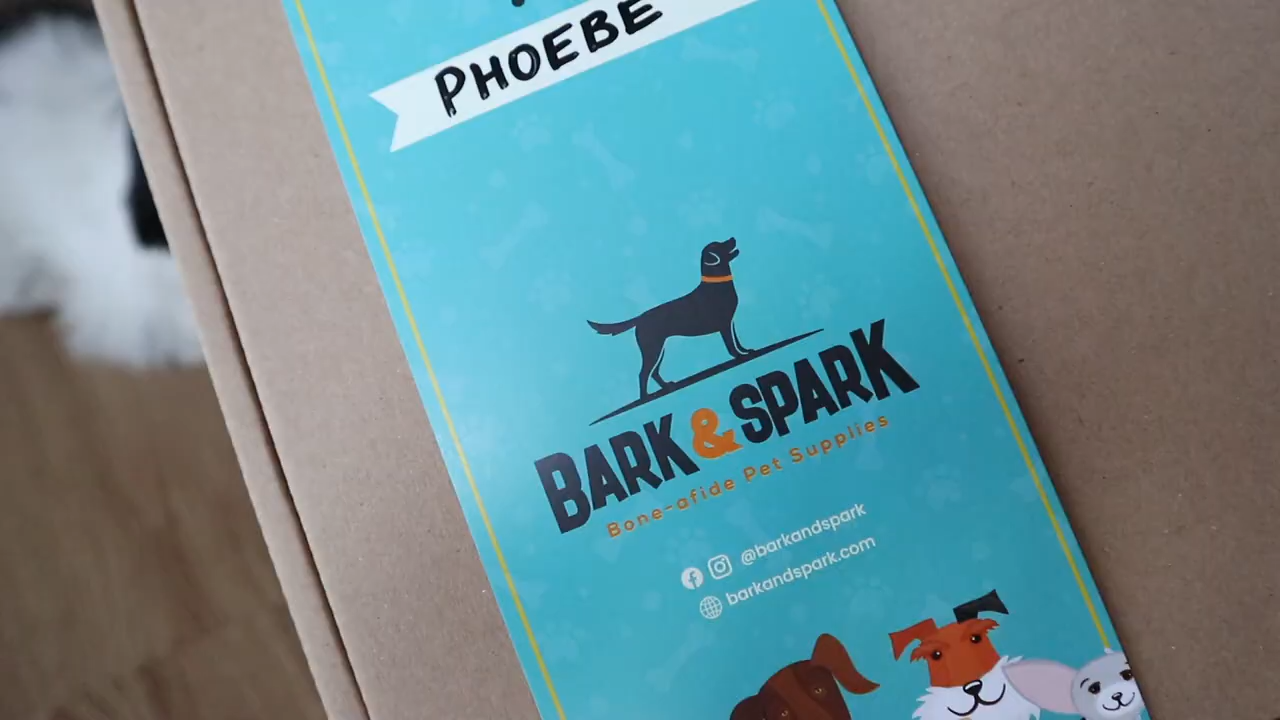 PHOEBE
BARK & SPARK
Bone-afide Pet Supplies
@barkandspark
barkandspark.com